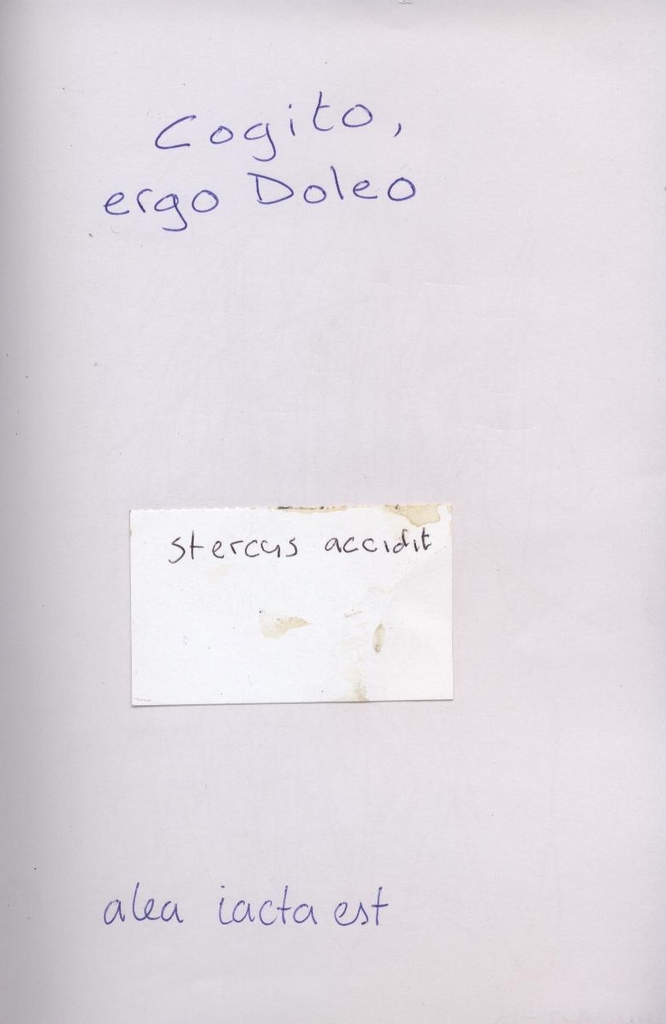 Cogito,
ergo Doleo
stercus accidit
alea iacta est